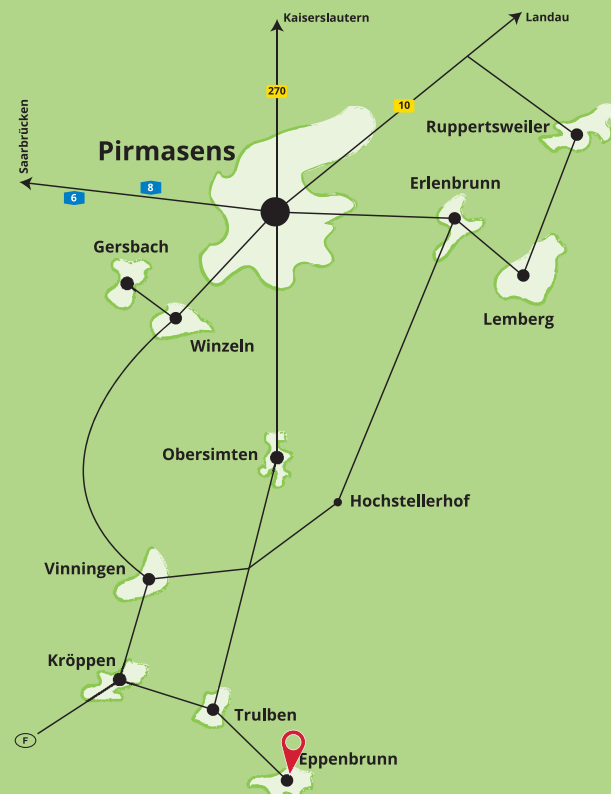 Kaiserslautern
Landau
270
10
Ruppertsweiler
Saarbrücken
Pirmasens
8
6
Erlenbrunn
Gersbach
Lemberg
Winzeln
Obersimten
Hochstellerhof
Vinningen
Kröppen
Trulben
F
Eppenbrunn